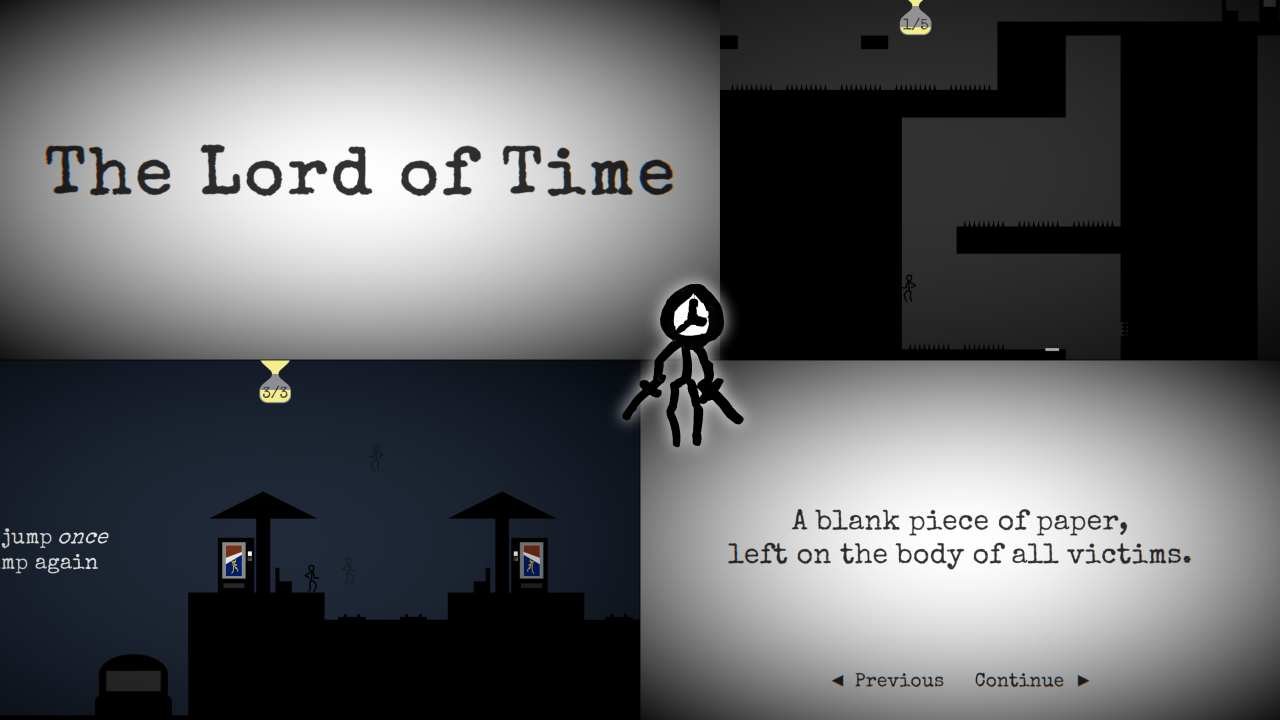 The Lord of Time
1/5
3/3
jump once
mp again
A blank piece of paper,
left on the body of all victims.
◄ Previous Continue ►